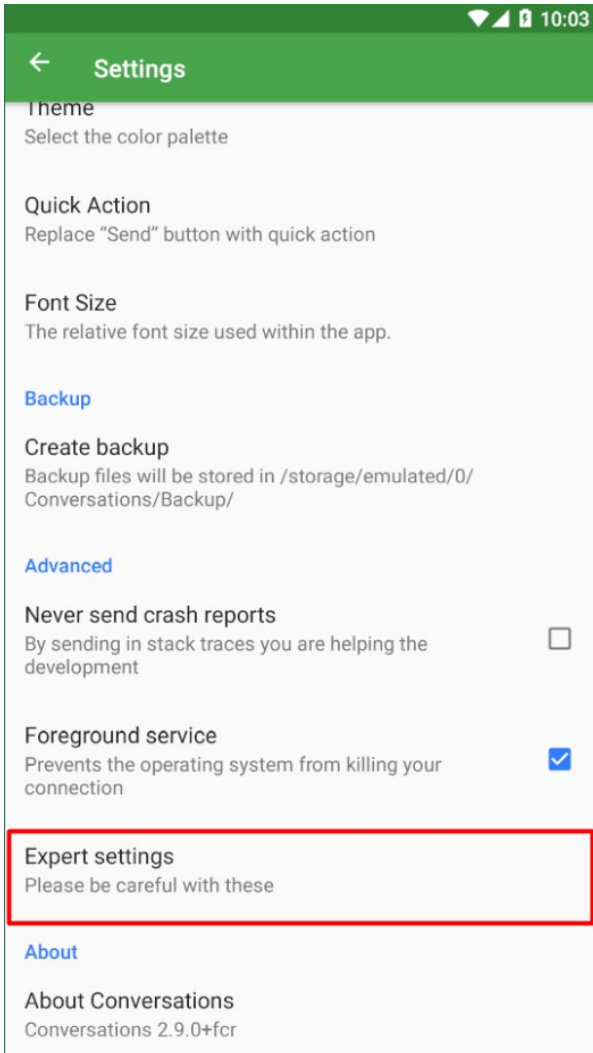 10:03
Settings
Theme
Select the color palette
Quick Action
Replace “Send” button with quick action
Font Size
The relative font size used within the app.
Backup
Create backup
Backup files will be stored in /storage/emulated/0/
Conversations/Backup/
Advanced
Never send crash reports
By sending in stack traces you are helping the
development
Foreground service
Prevents the operating system from killing your
connection
Expert settings
Please be careful with these
About
About Conversations
Conversations 2.9.0+fcr